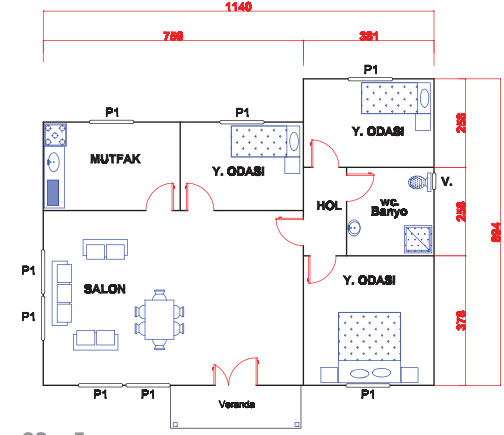 1140
759
381
P1
P1
P1
MUTFAK
Y. ODASI
Y. ODASI
258
HOL
wc.
Banyo
V.
258
894
P1
P1
SALON
Y. ODASI
378
P1
P1
Veranda
P1